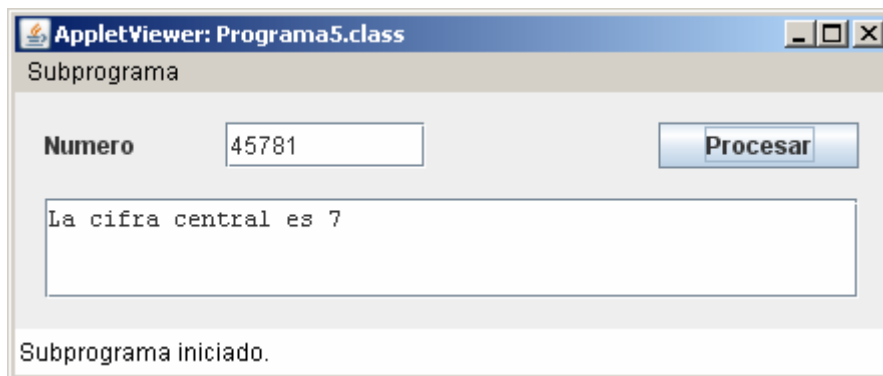 AppletViewer: Programa5.class
Subprograma
Numero 45781 Procesar
La cifra central es 7
Subprograma iniciado.